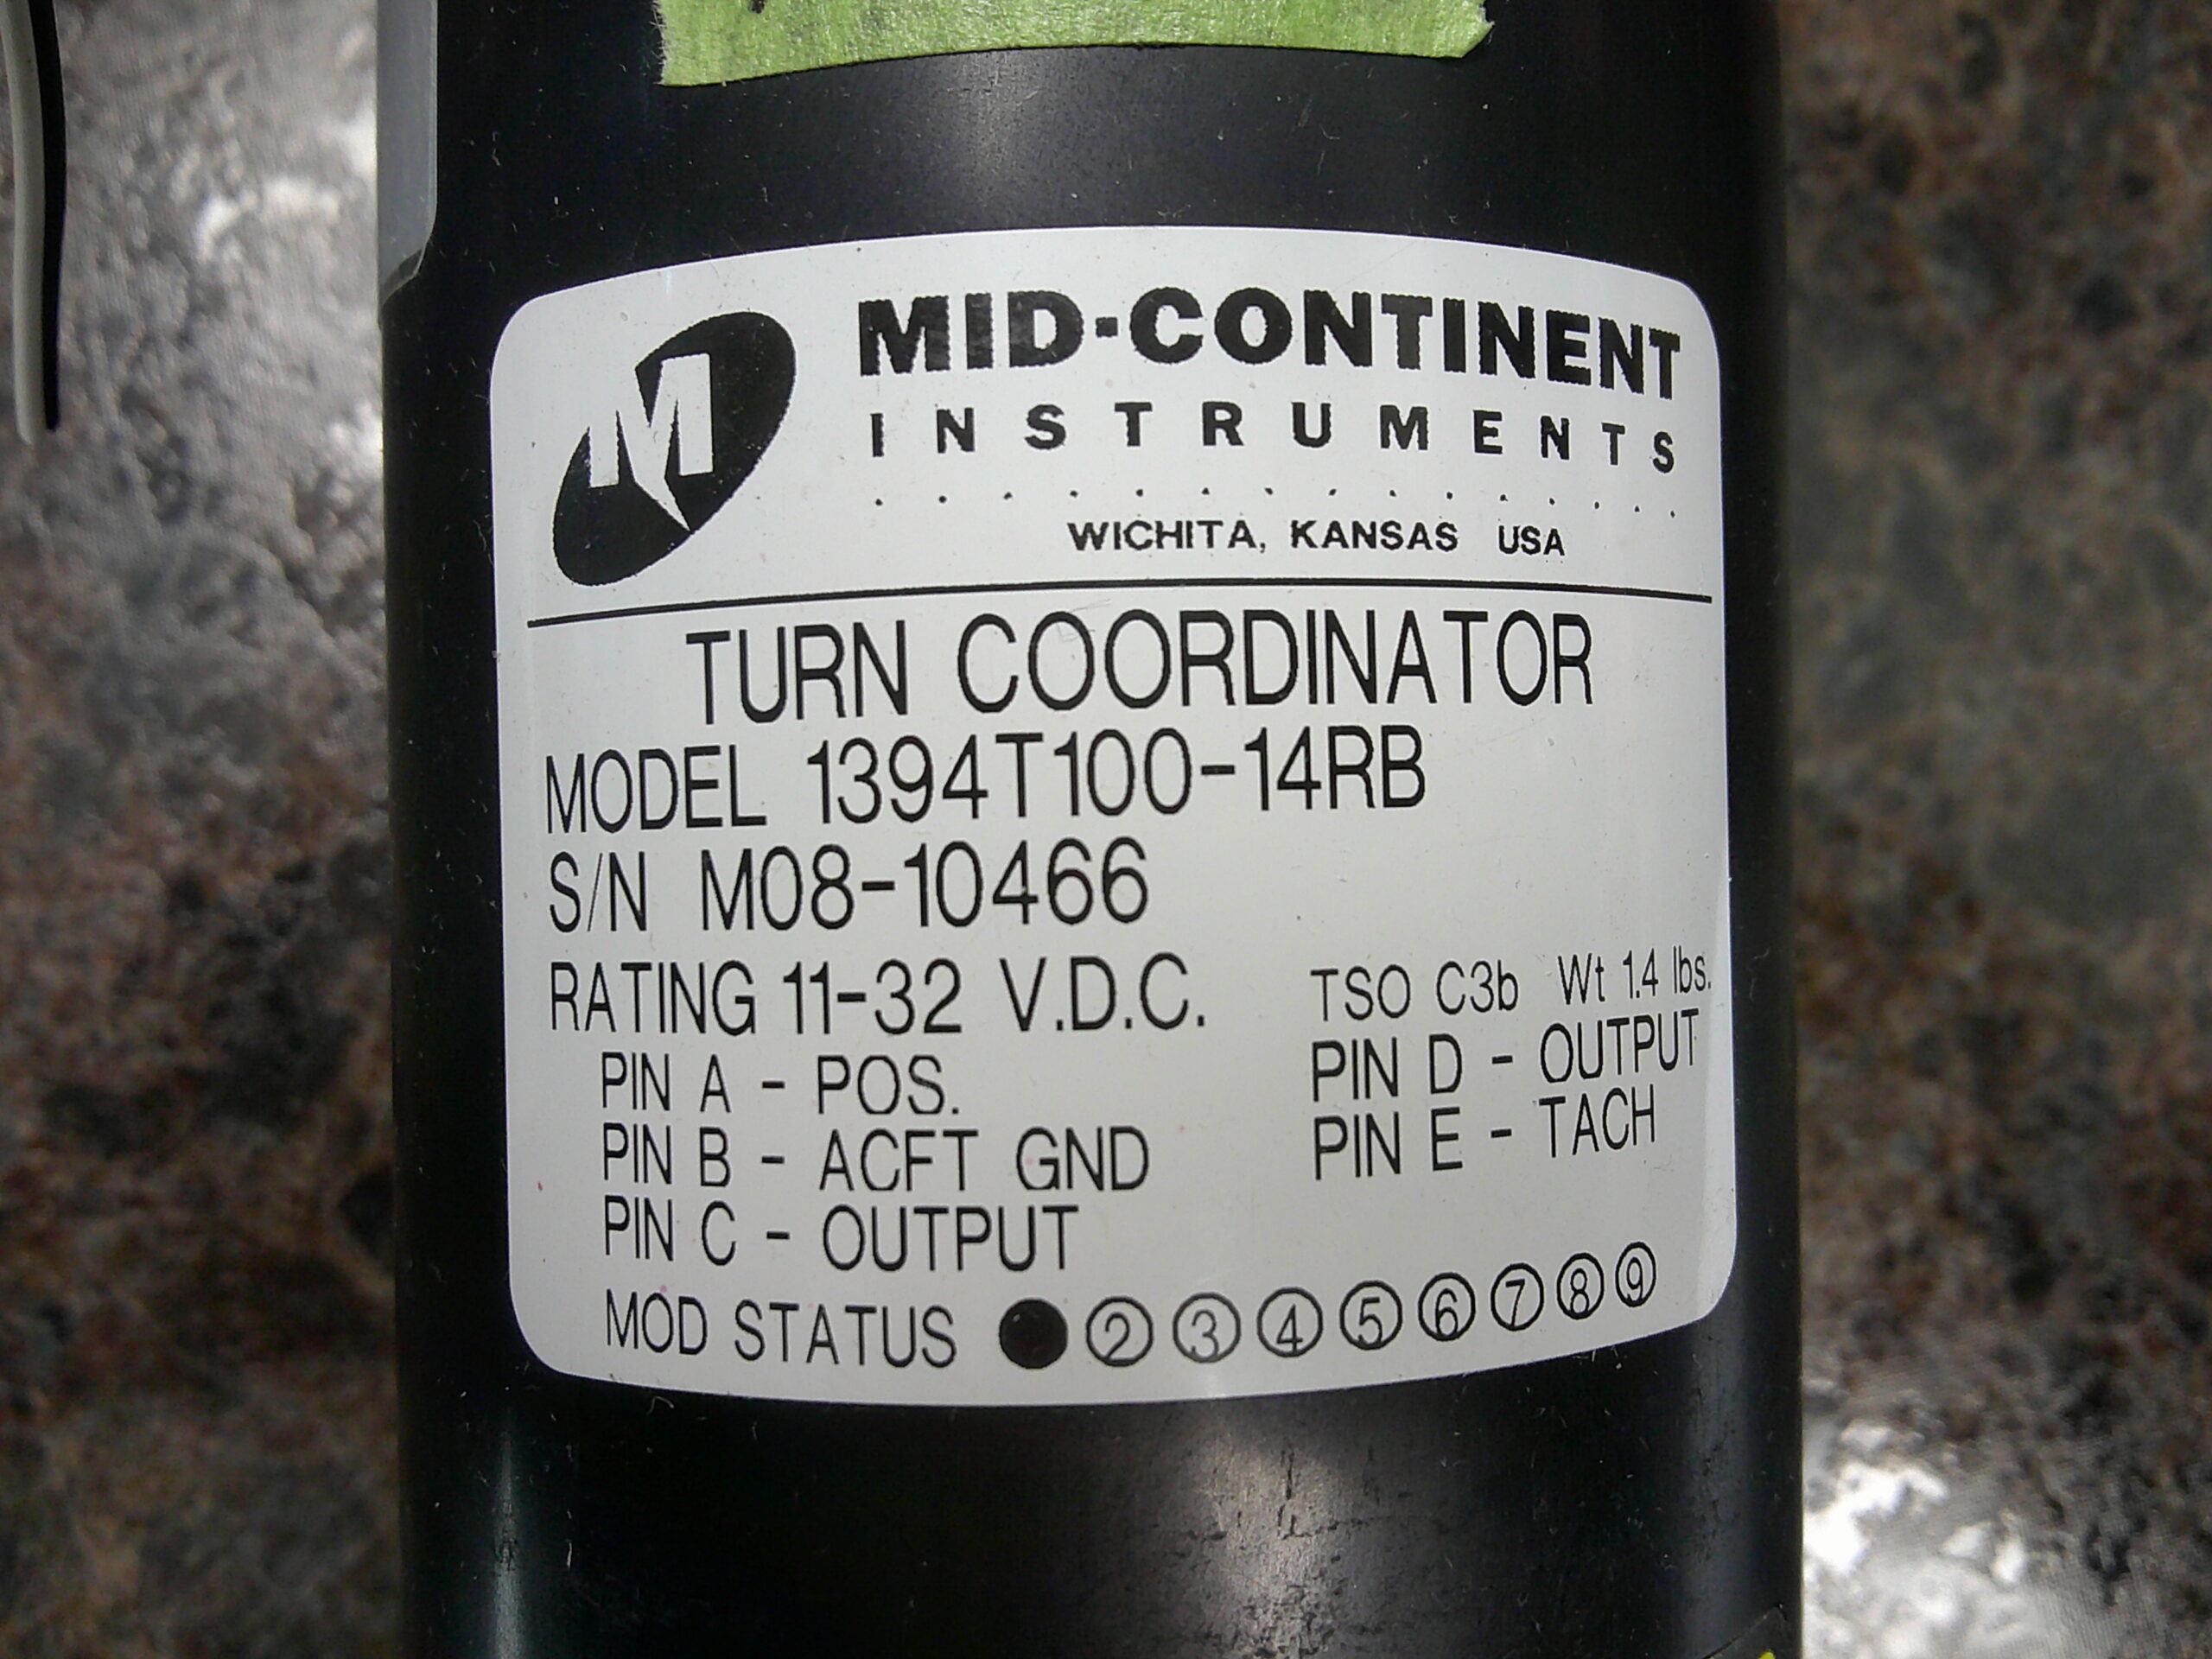 M
MID-CONTINENT
INSTRUMENTS
WICHITA, KANSAS USA
TURN COORDINATOR
MODEL 1394T100-14RB
S/N M08-10466
RATING 11-32 V.D.C. TSO C3b Wt 1.4 lbs.
PIN A - POS. PIN D - OUTPUT
PIN B - ACFT GND PIN E - TACH
PIN C - OUTPUT
MOD STATUS ● ② ③ ④ ⑤ ⑥ ⑦ ⑧ ⑨